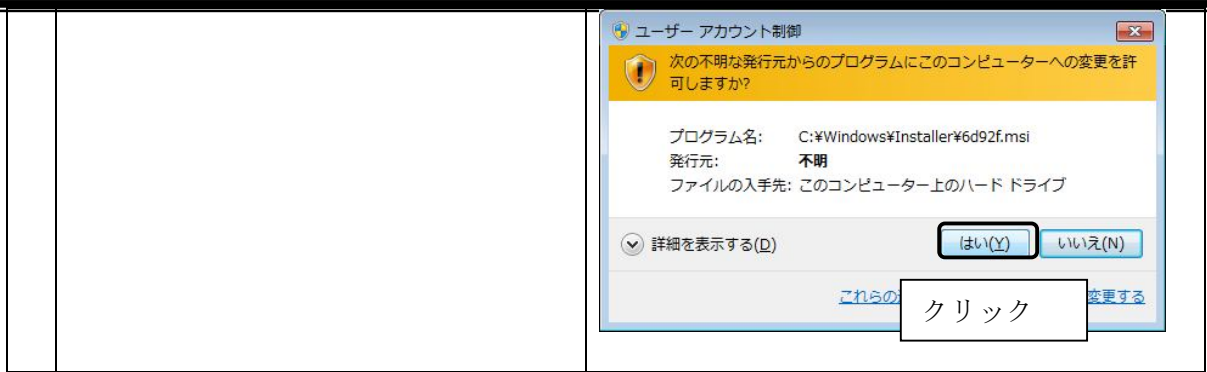 ユーザー アカウント制御
次の不明な発行元からのプログラムにこのコンピューターへの変更を許
可しますか?
プログラム名: C:¥Windows¥Installer¥6d92f.msi
発行元: 不明
ファイルの入手先: このコンピューター上のハード ドライブ
詳細を表示する(D) はい(Y) いいえ(N)
これらの 変更する
クリック